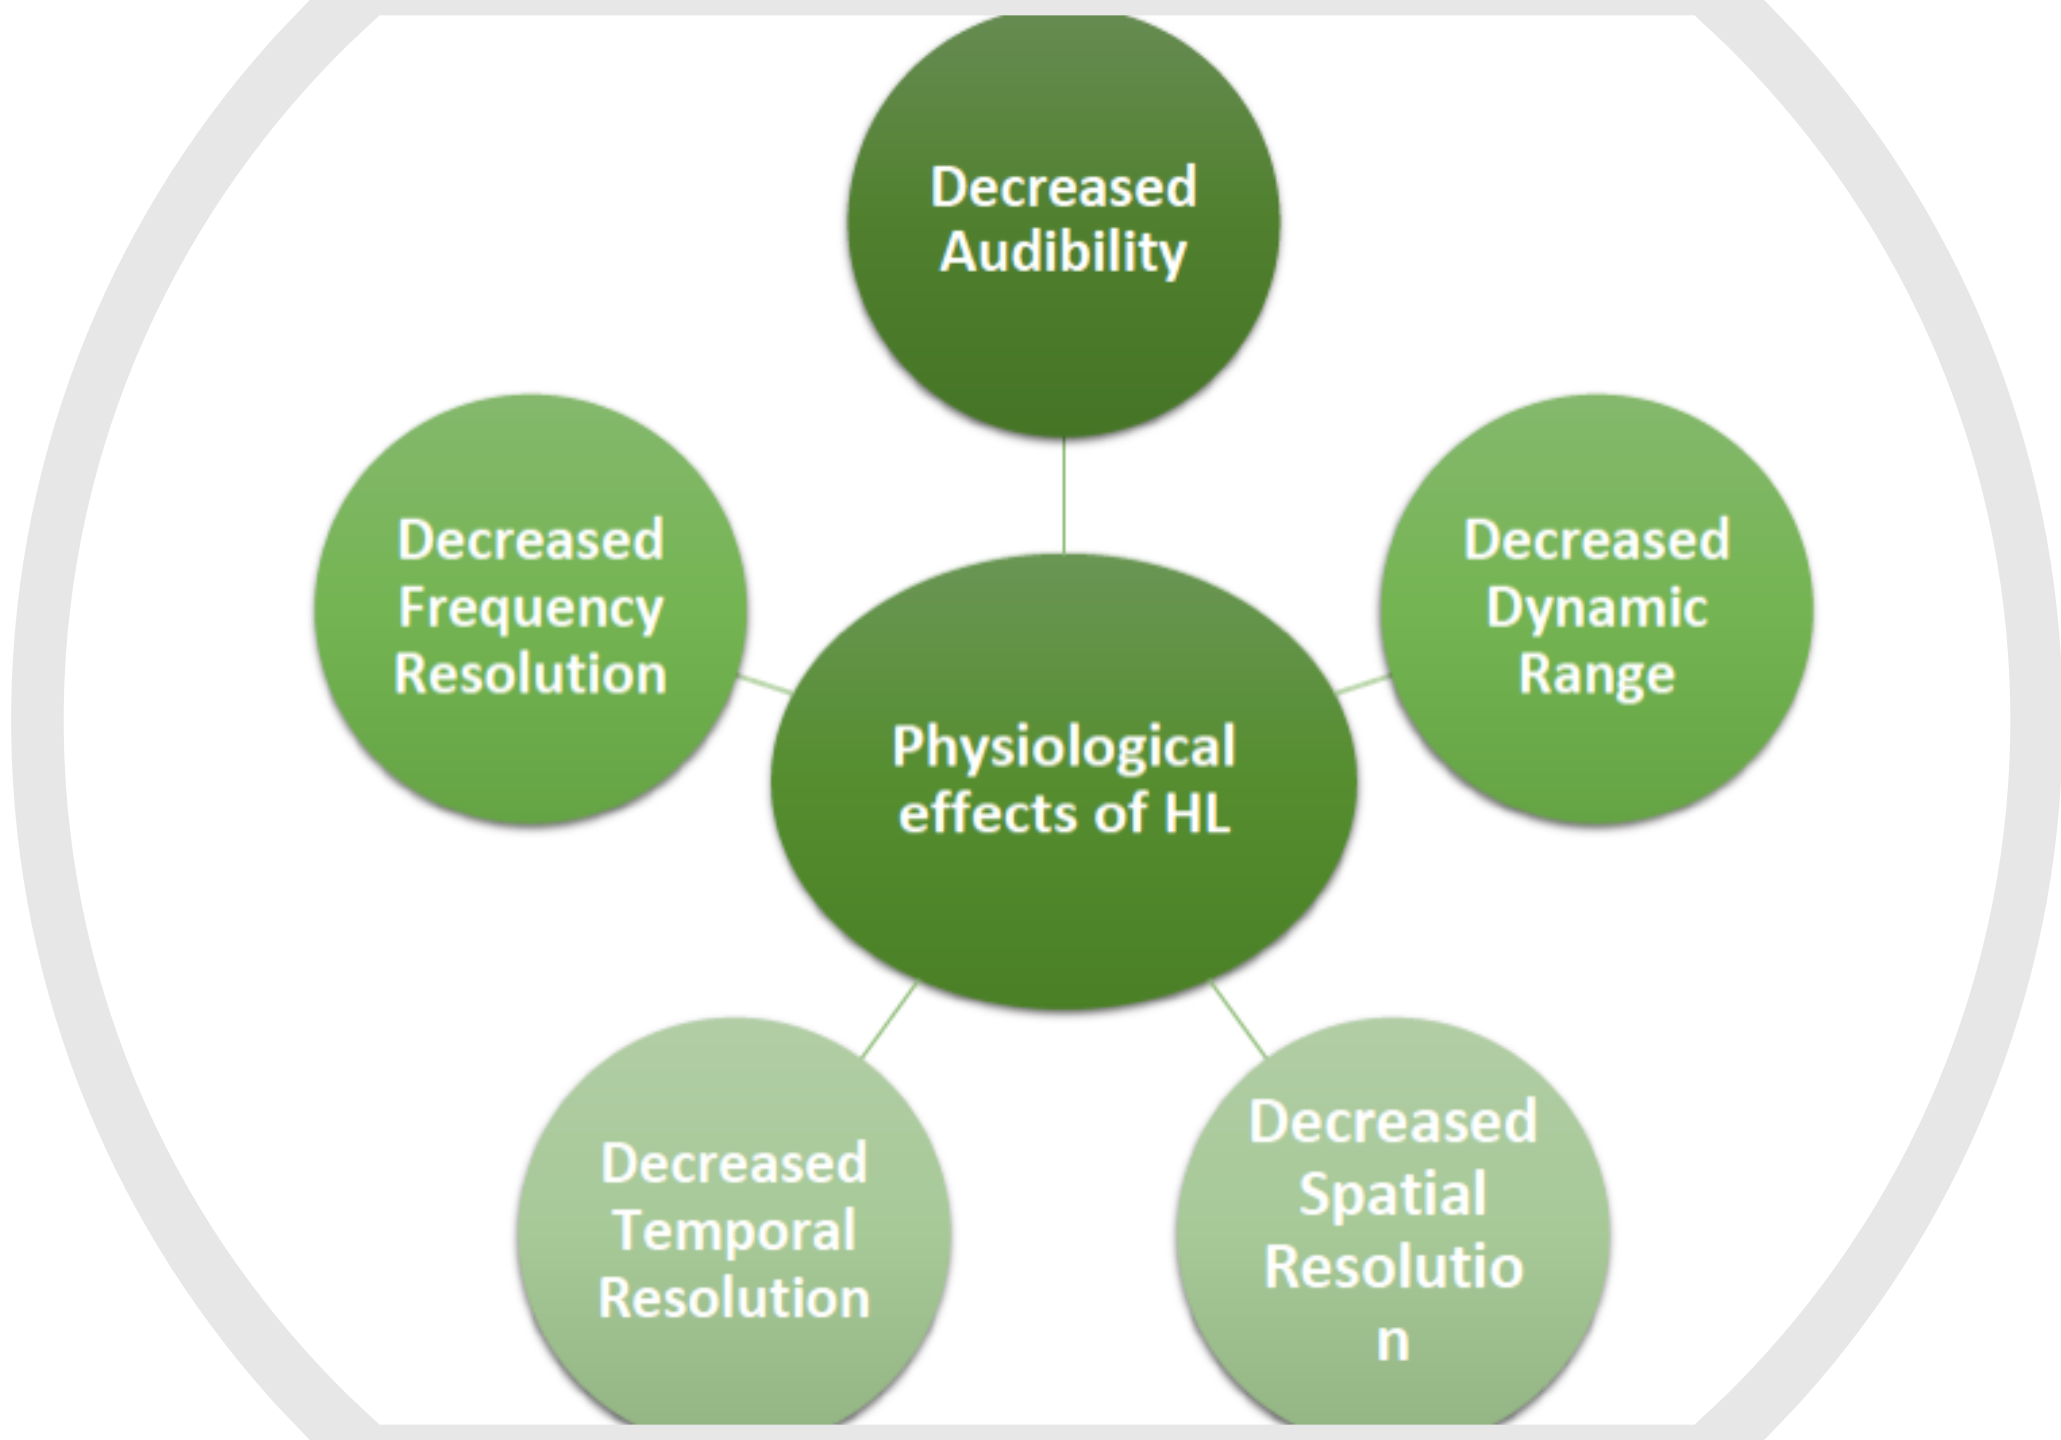 Decreased
Audibility
Decreased
Frequency
Resolution
Decreased
Dynamic
Range
Physiological
effects of HL
Decreased
Temporal
Resolution
Decreased
Spatial
Resolutio
n